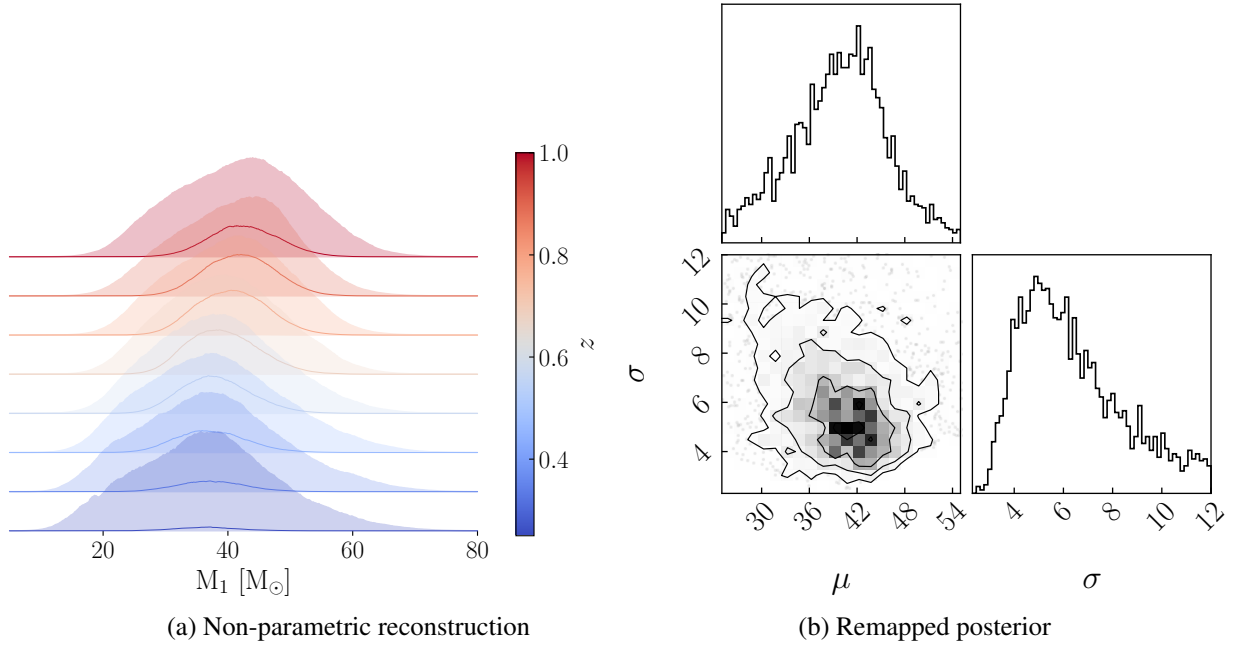 1.0
0.8
0.6
0.4
z
20 40 60 80
M₁ [M⊙]
(a) Non-parametric reconstruction
12
10
8
6
4
σ
30 36 42 48 54
μ
4 6 8 10 12
σ
(b) Remapped posterior